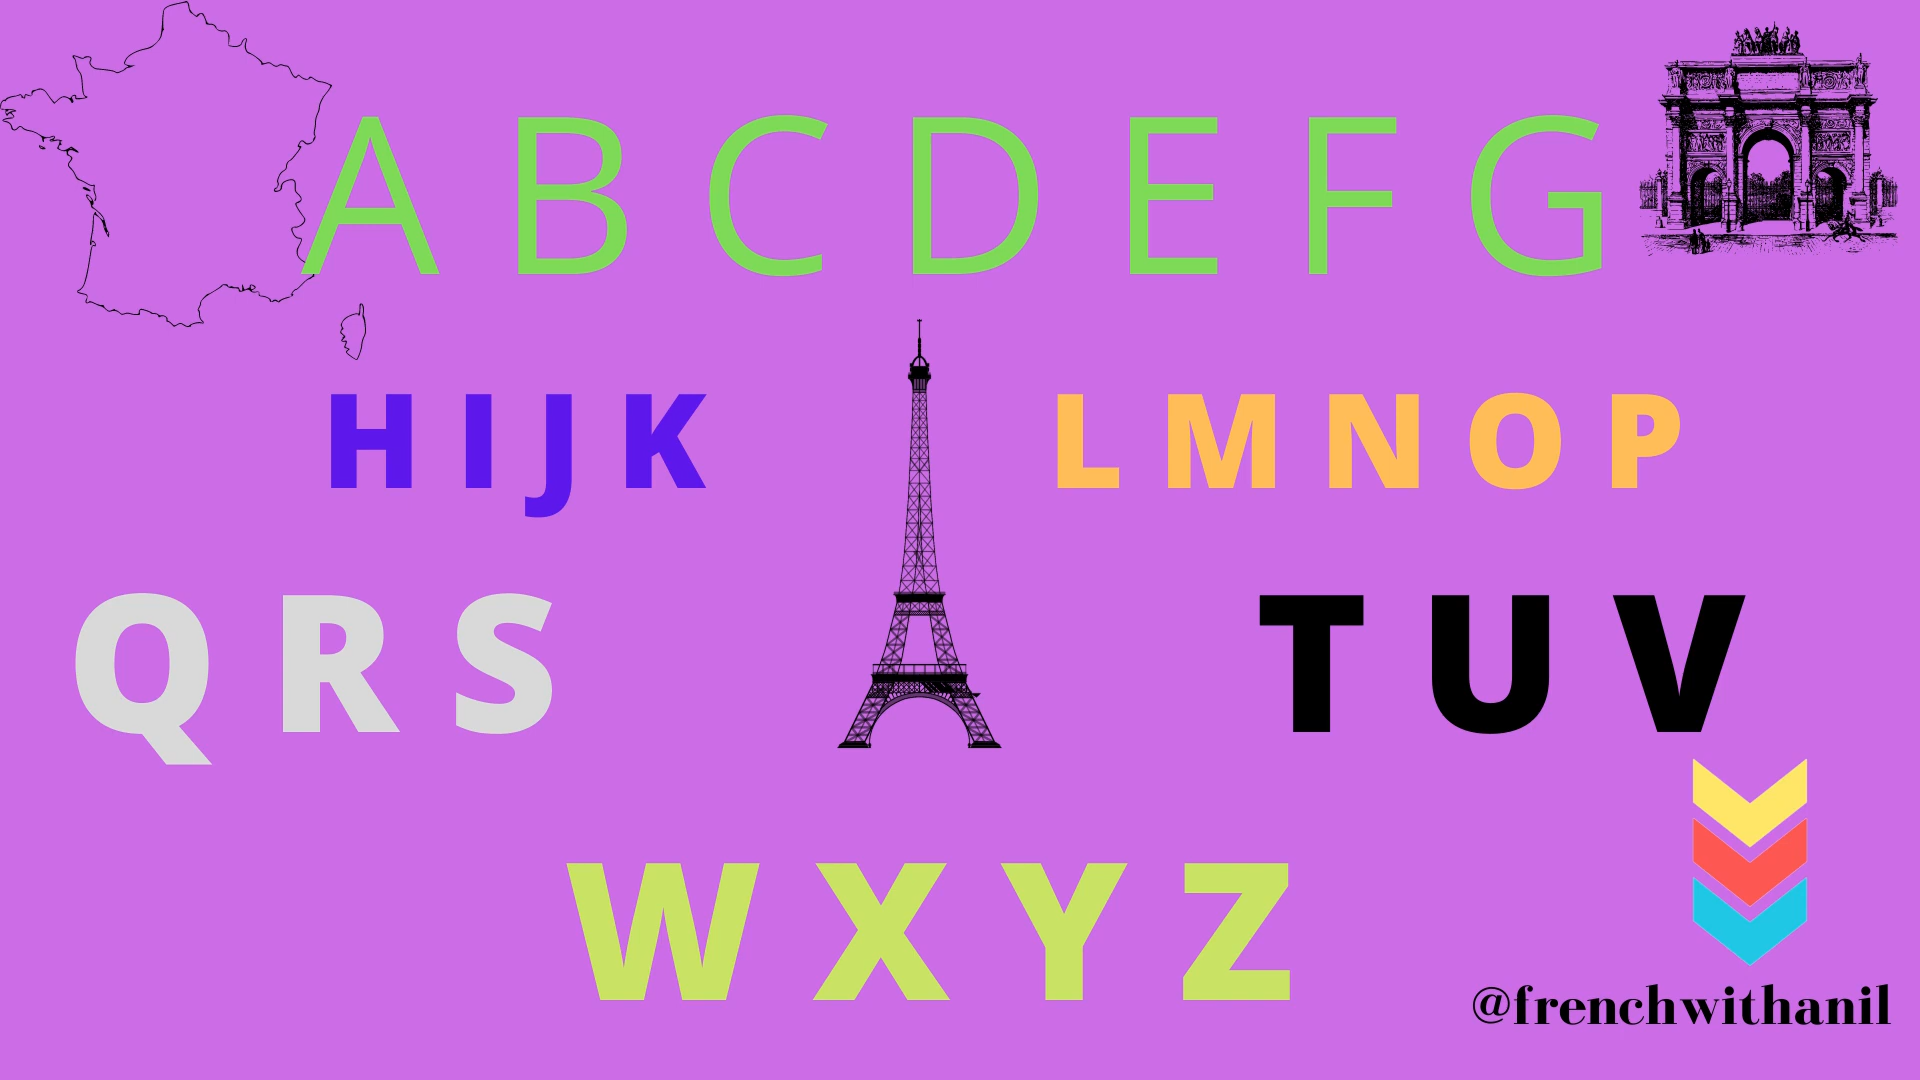 A B C D E F G
H I J K
L M N O P
Q R S
T U V
W X Y Z
@frenchwithanil